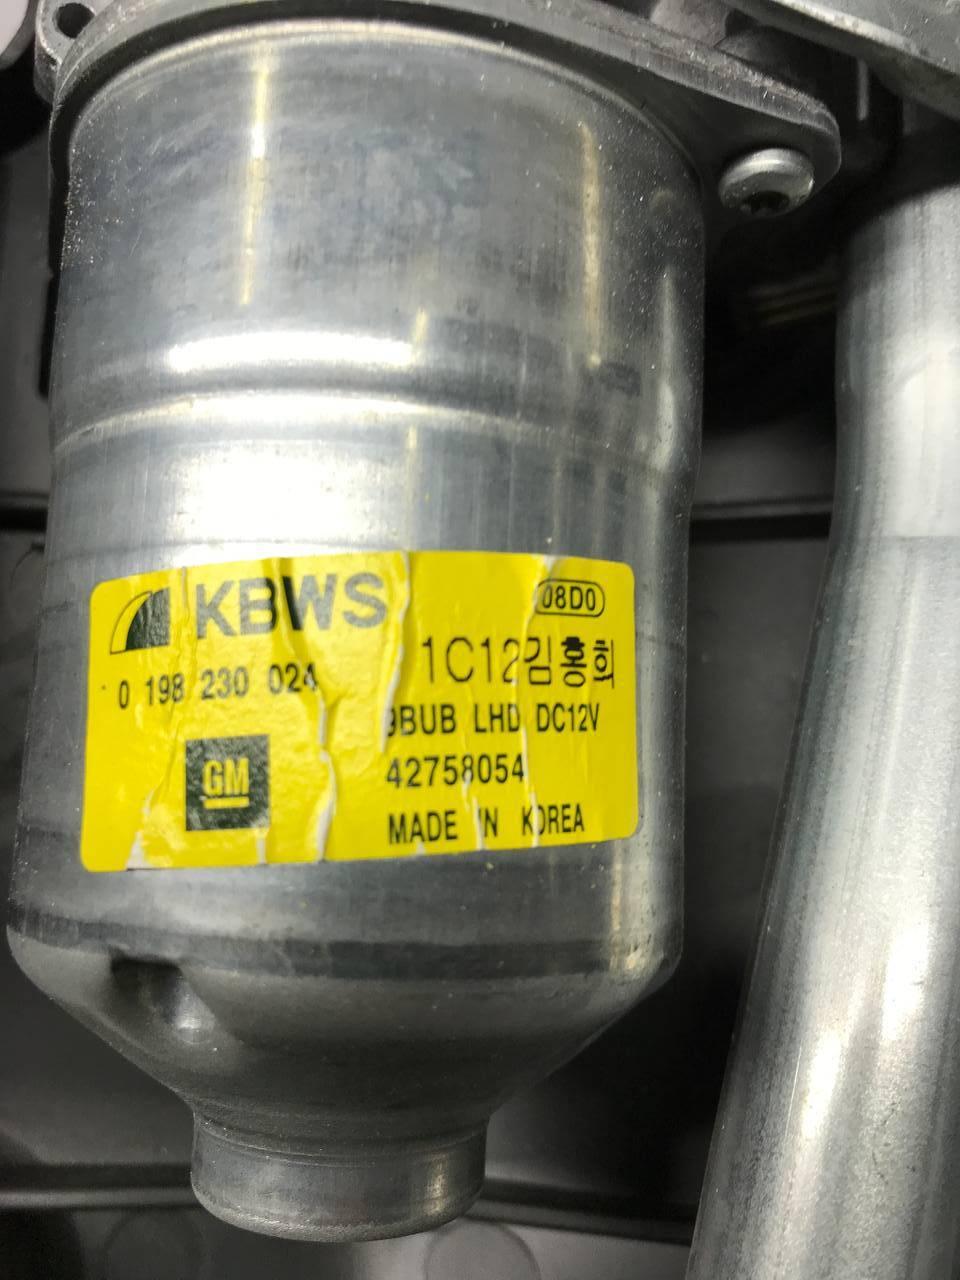 KBWS 08D0
0 198 230 024 1C12김홍희
9BUB LHD DC12V
GM 42758054
MADE IN KOREA